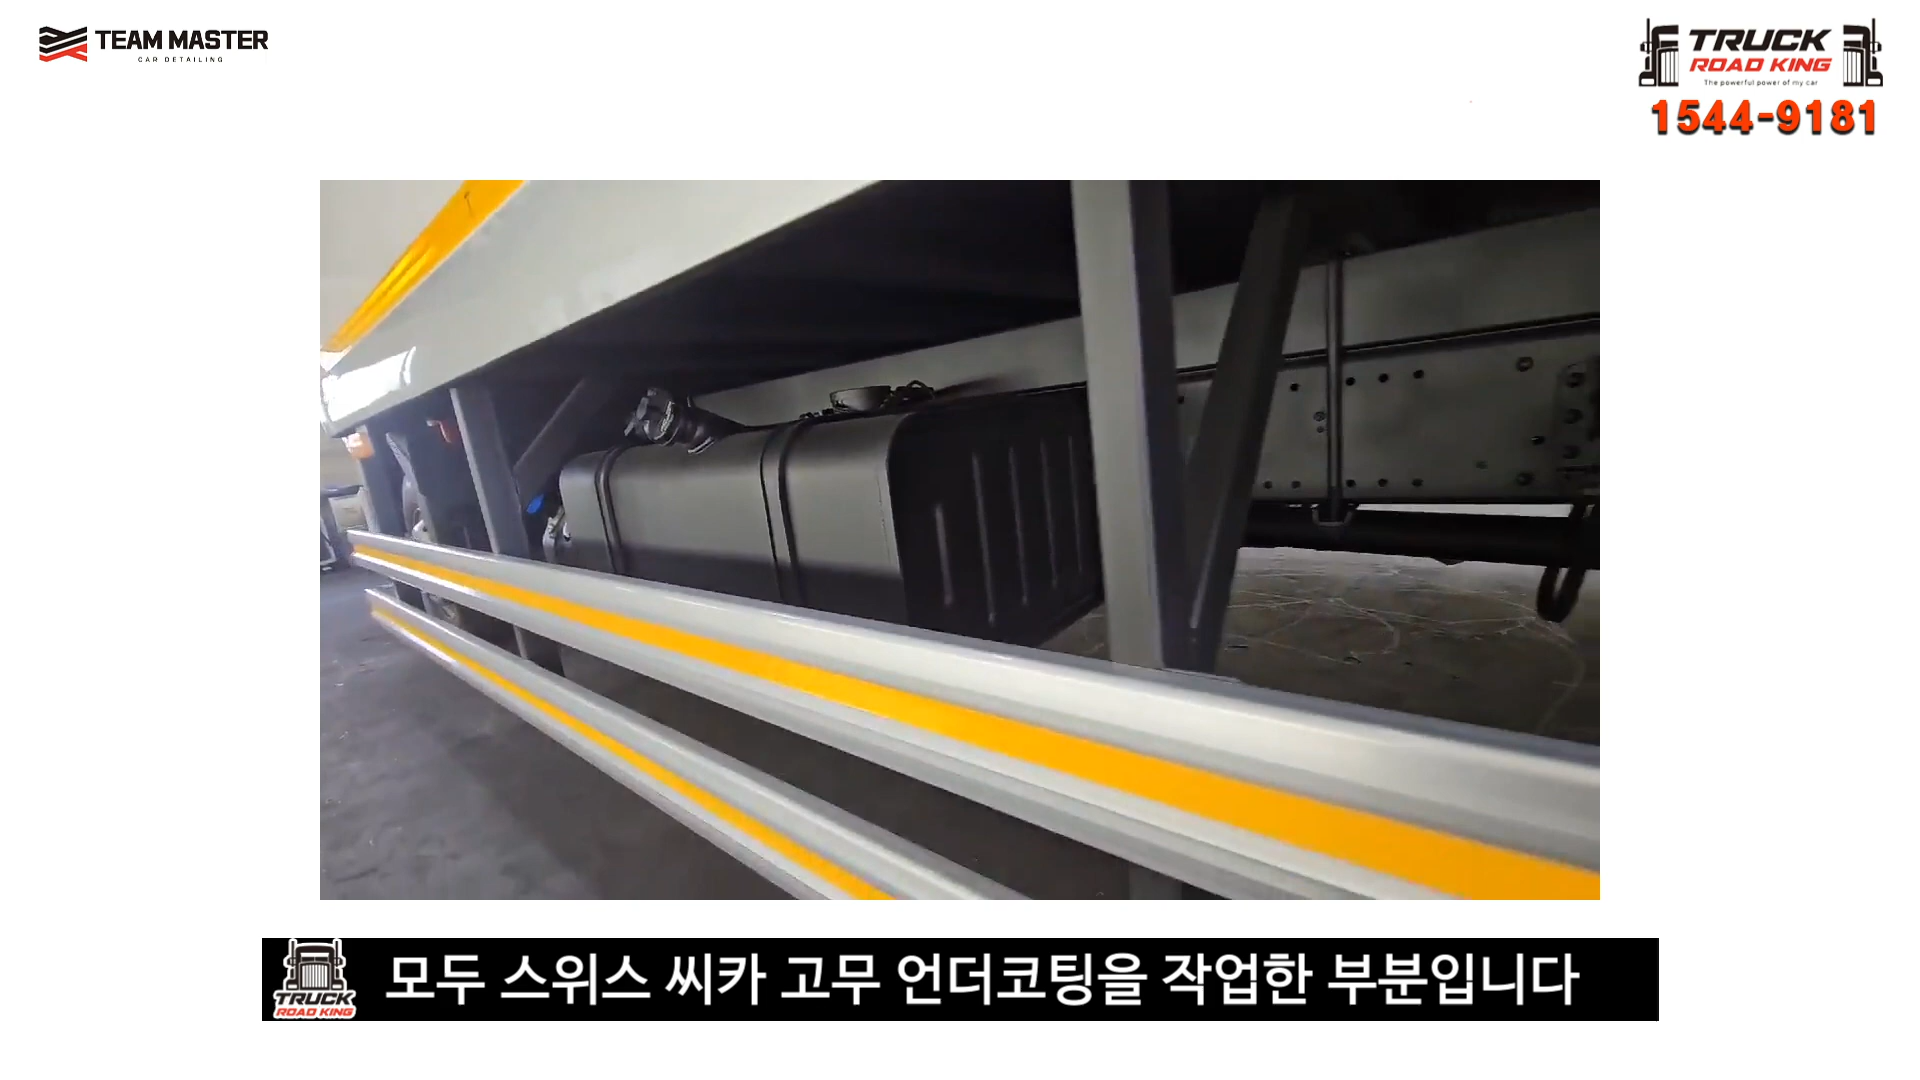 TEAM MASTER
CAR DETAILING
TRUCK
ROAD KING
The powerful power of my car
1544-9181
TRUCK
ROAD KING
모두 스위스 씨카 고무 언더코팅을 작업한 부분입니다